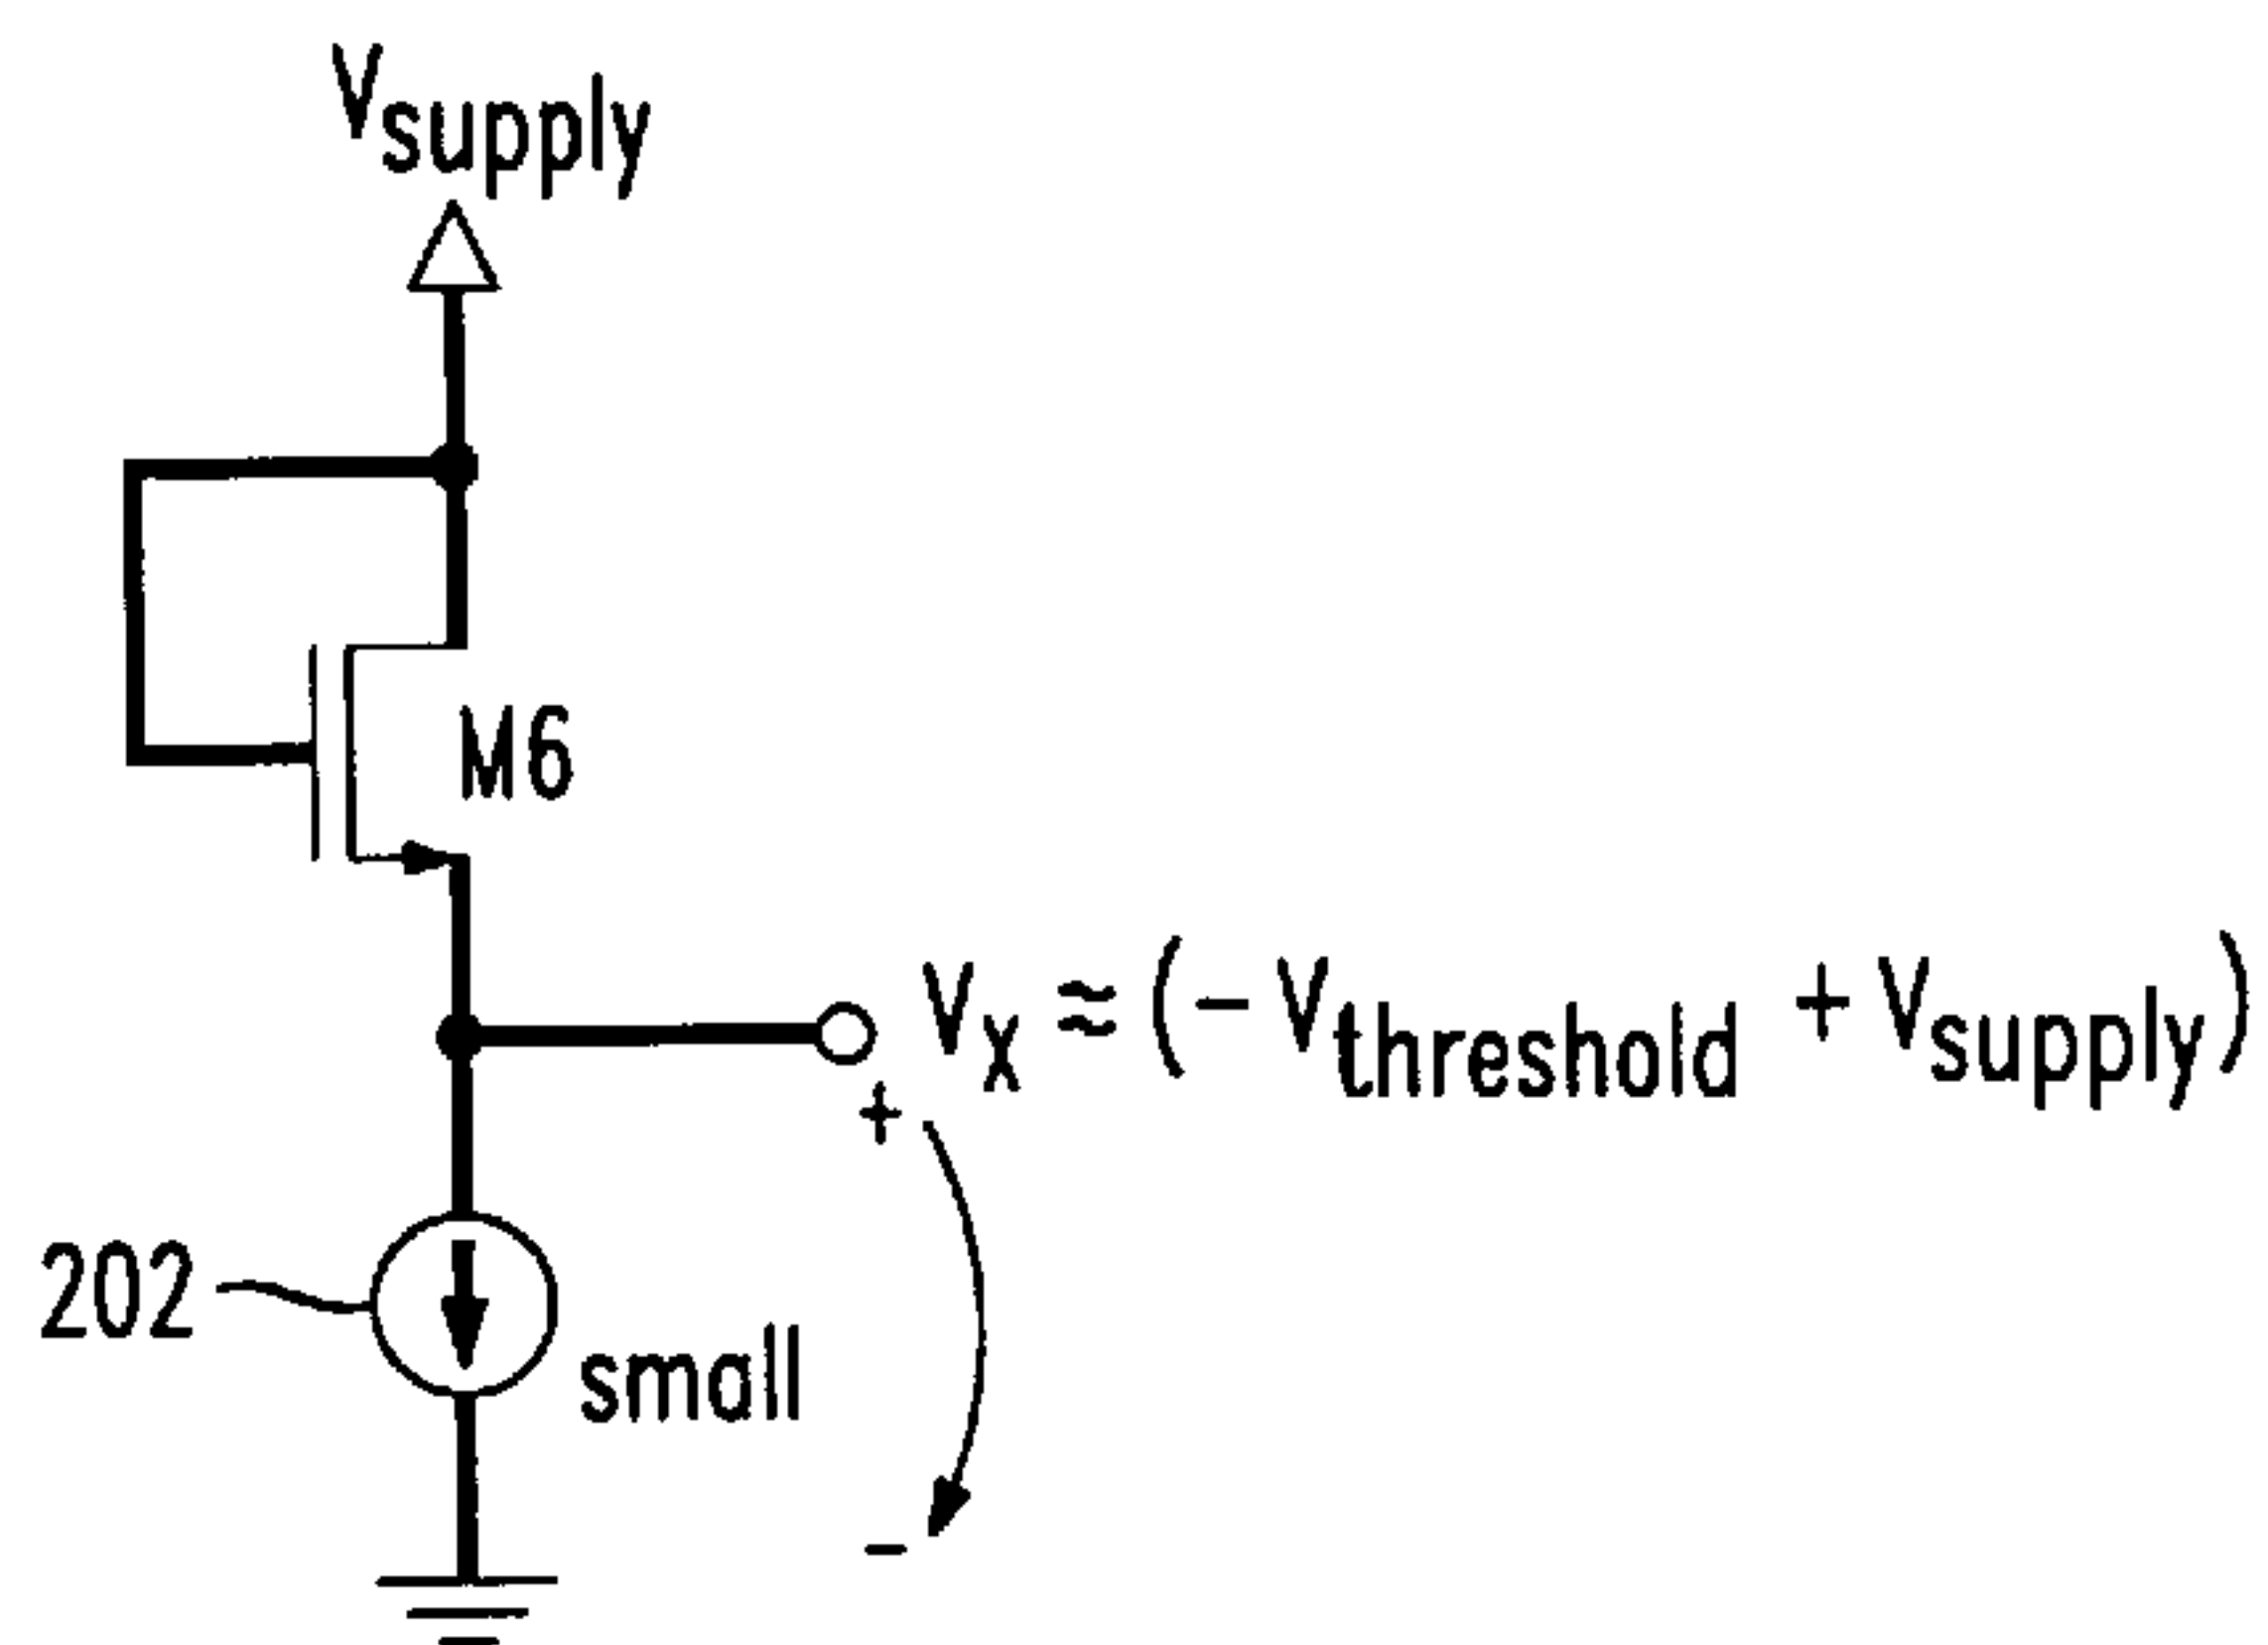 Vsupply
M6
Vx ≈ (- Vthreshold + Vsupply)
+
202
small
-